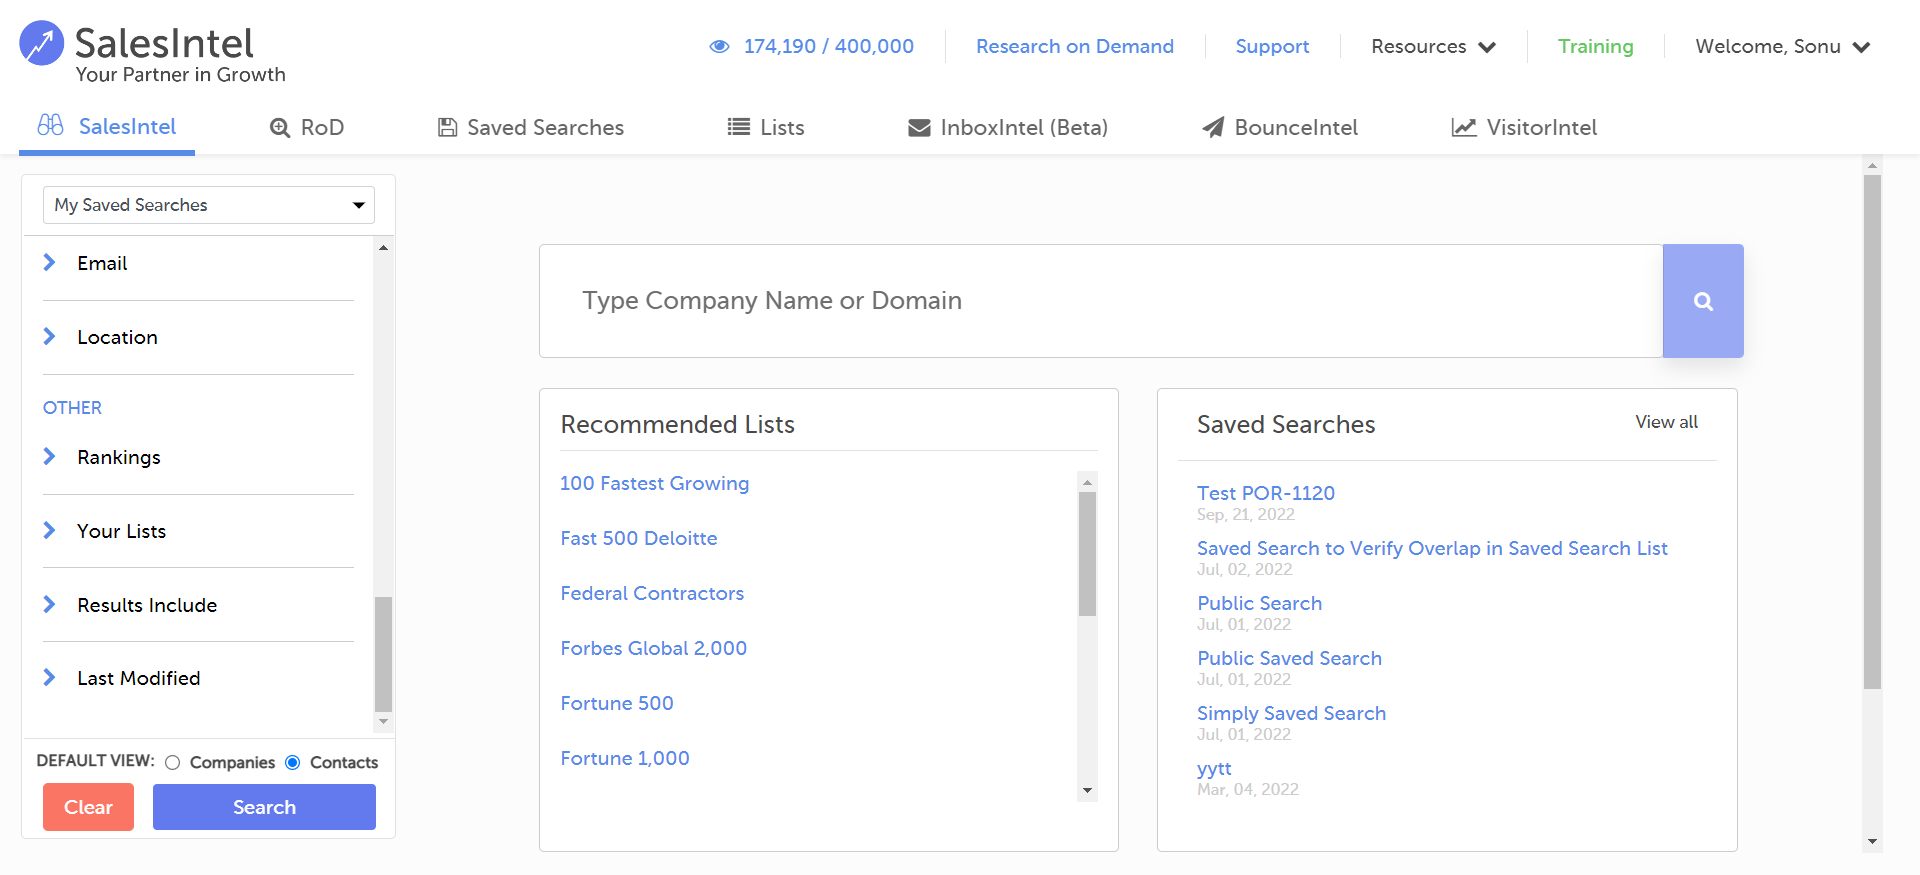 SalesIntel
Your Partner in Growth
174,190 / 400,000
Research on Demand
Support
Resources
Training
Welcome, Sonu
SalesIntel
RoD
Saved Searches
Lists
InboxIntel (Beta)
BounceIntel
VisitorIntel
My Saved Searches
Email
Location
OTHER
Rankings
Your Lists
Results Include
Last Modified
DEFAULT VIEW: Companies Contacts
Clear
Search
Type Company Name or Domain
Recommended Lists
100 Fastest Growing
Fast 500 Deloitte
Federal Contractors
Forbes Global 2,000
Fortune 500
Fortune 1,000
Saved Searches
View all
Test POR-1120
Sep, 21, 2022
Saved Search to Verify Overlap in Saved Search List
Jul, 02, 2022
Public Search
Jul, 01, 2022
Public Saved Search
Jul, 01, 2022
Simply Saved Search
Jul, 01, 2022
yytt
Mar, 04, 2022